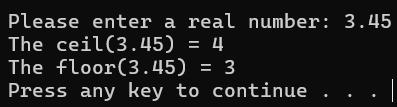 Please enter a real number: 3.45
The ceil(3.45) = 4
The floor(3.45) = 3
Press any key to continue . . .